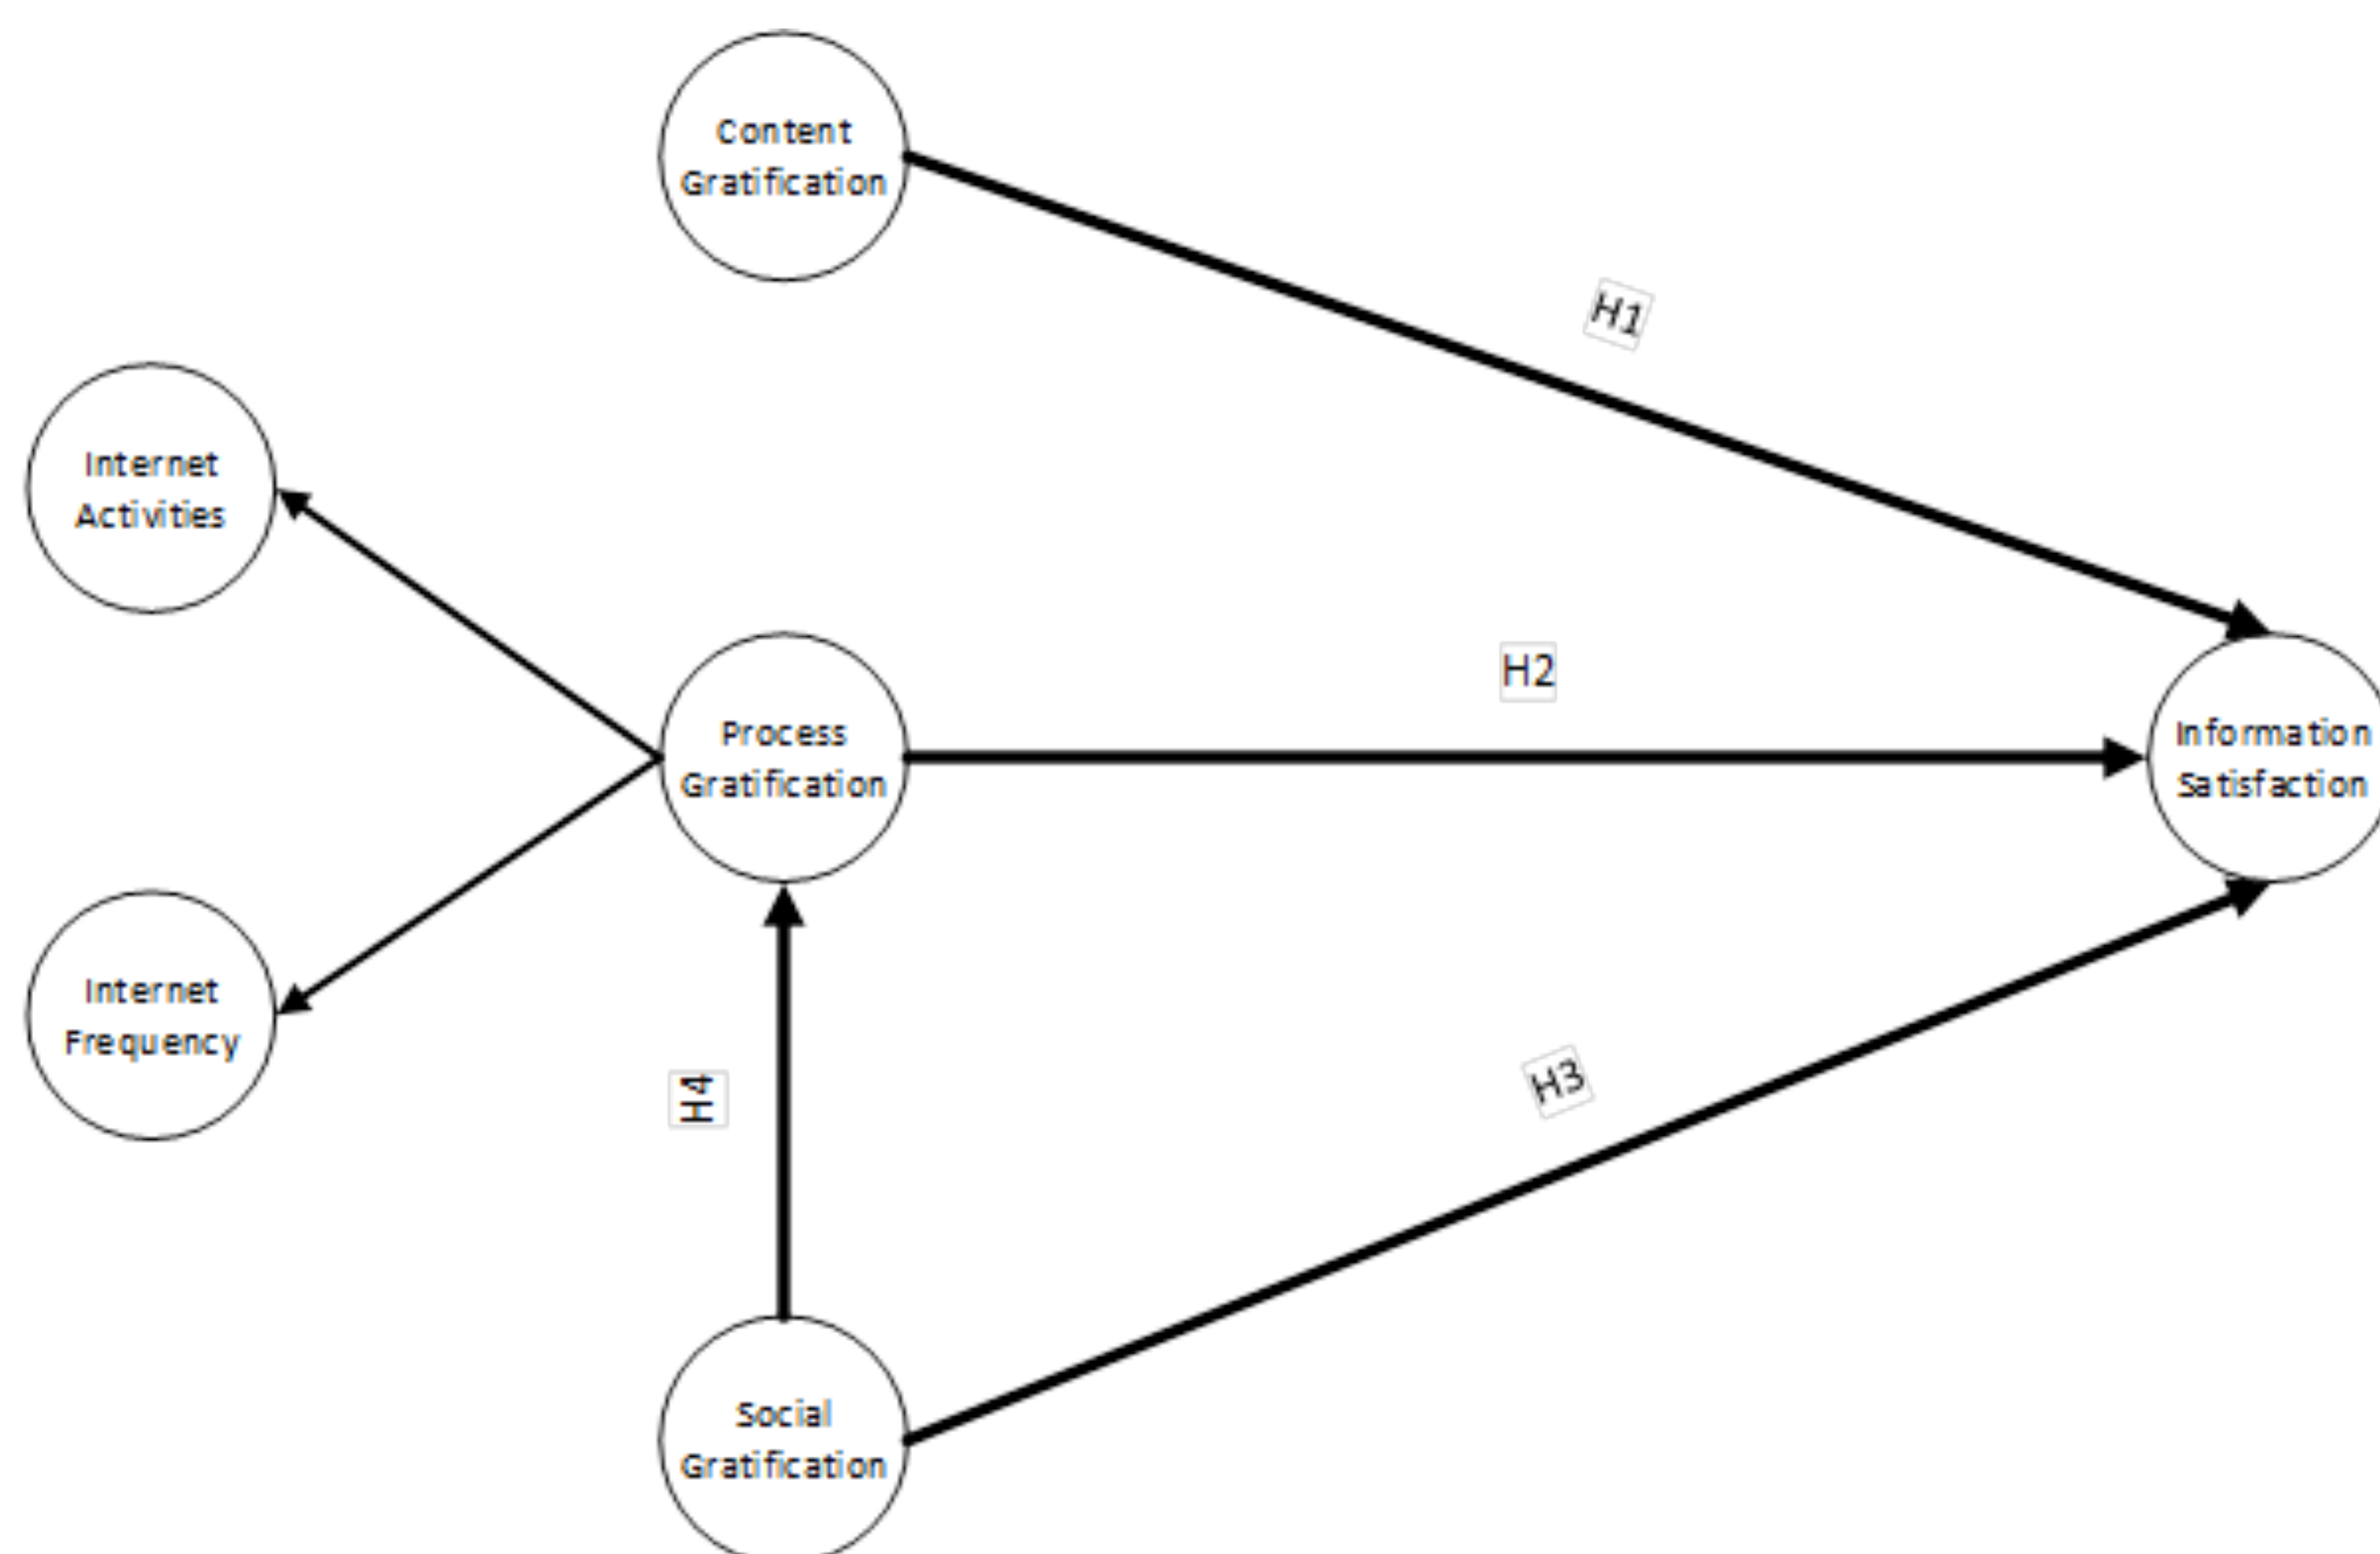 Content
Gratification
H1
Internet
Activities
H2
Process
Gratification
Information
Satisfaction
Internet
Frequency
H4
H3
Social
Gratification